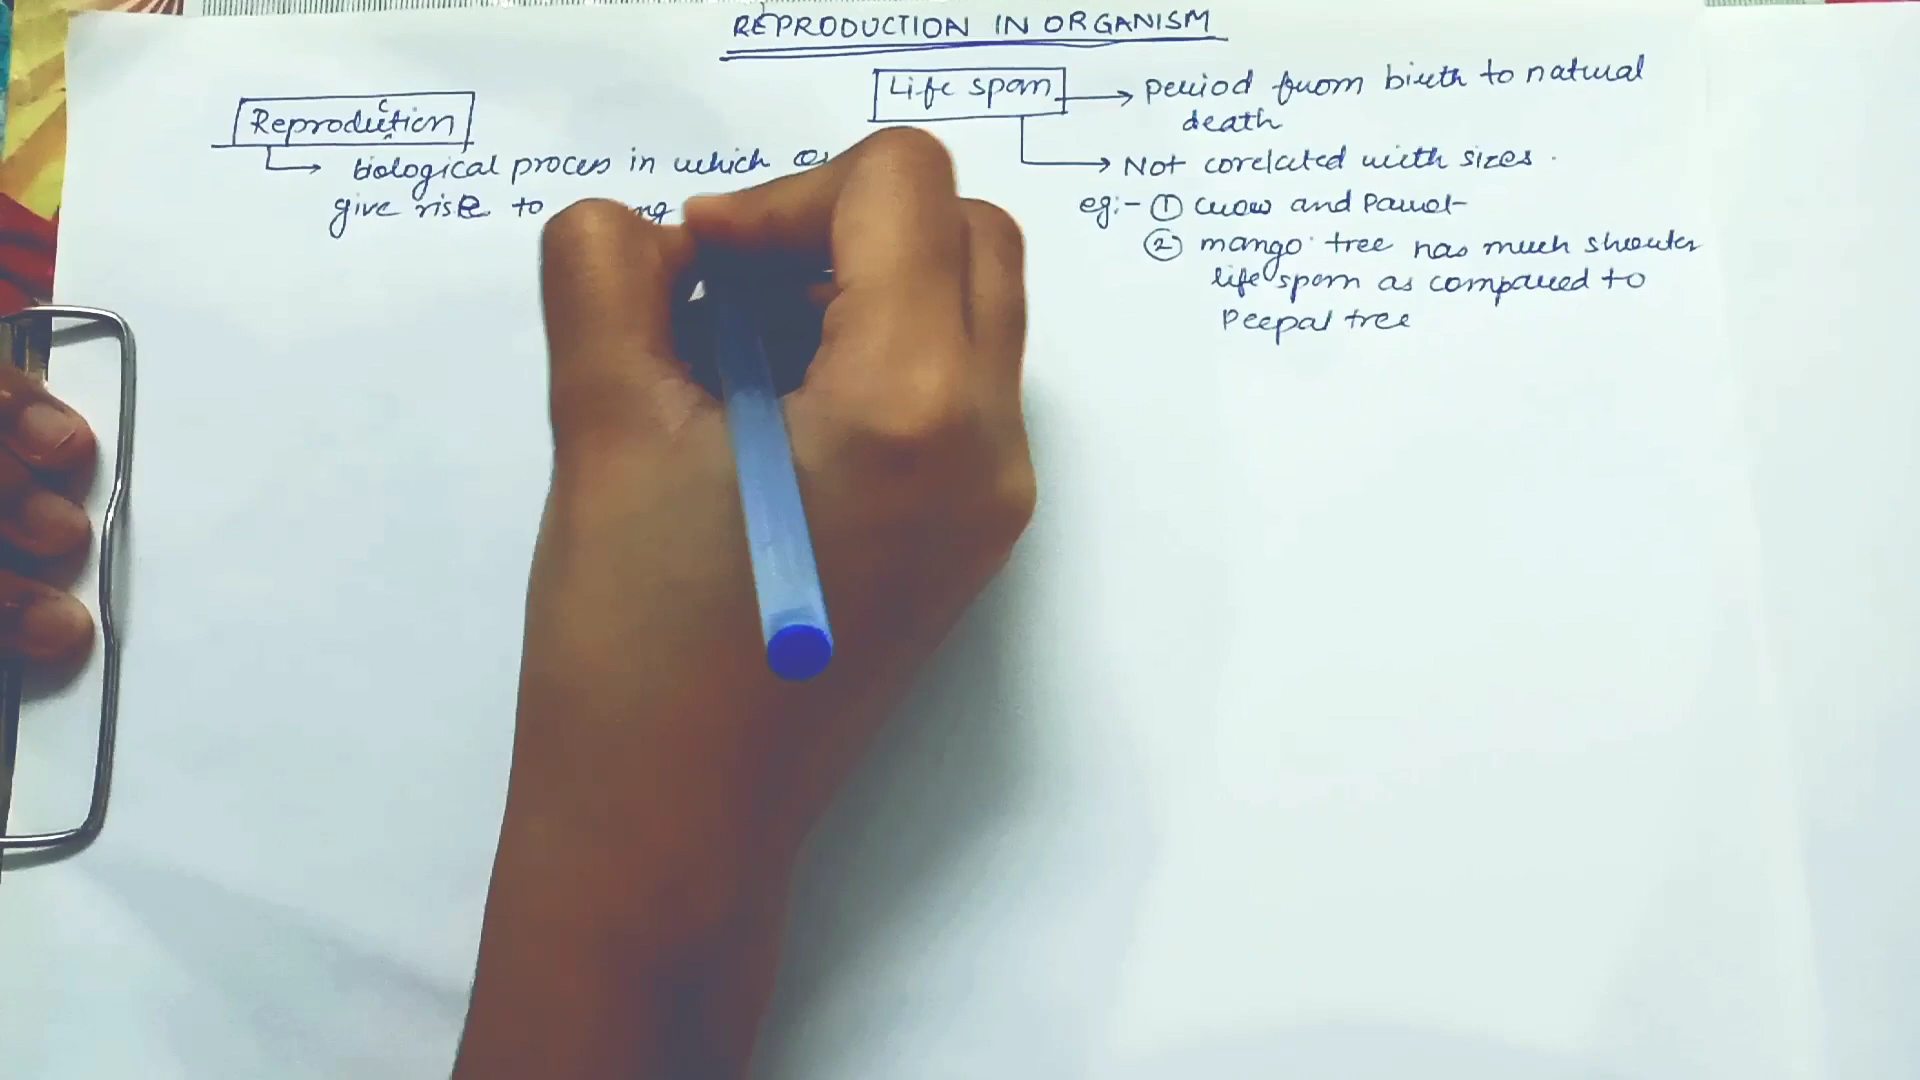 REPRODUCTION IN ORGANISM
Reproduction
biological proces in which
give rise to
Life span → period from birth to natural
death
→ Not corelated with sizes.
eg:- ① crow and Parrot
② mango tree has much shorter
life span as compared to
Peepal tree